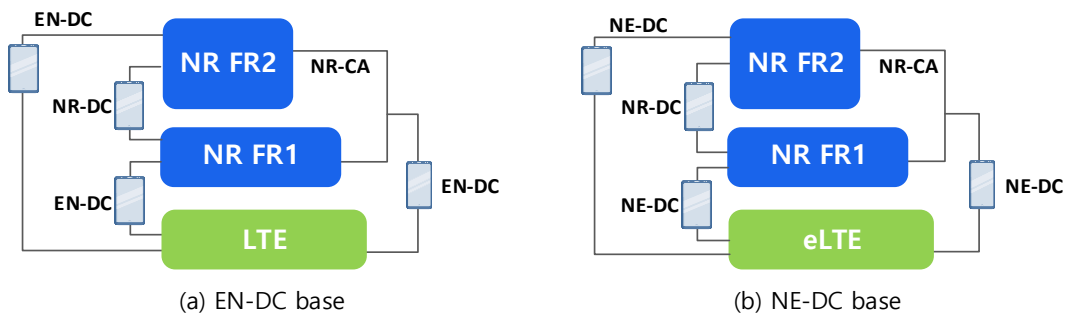 EN-DC
NR FR2
NR-CA
NR-DC
NR FR1
EN-DC
EN-DC
LTE
(a) EN-DC base
NE-DC
NR FR2
NR-CA
NR-DC
NR FR1
NE-DC
NE-DC
eLTE
(b) NE-DC base